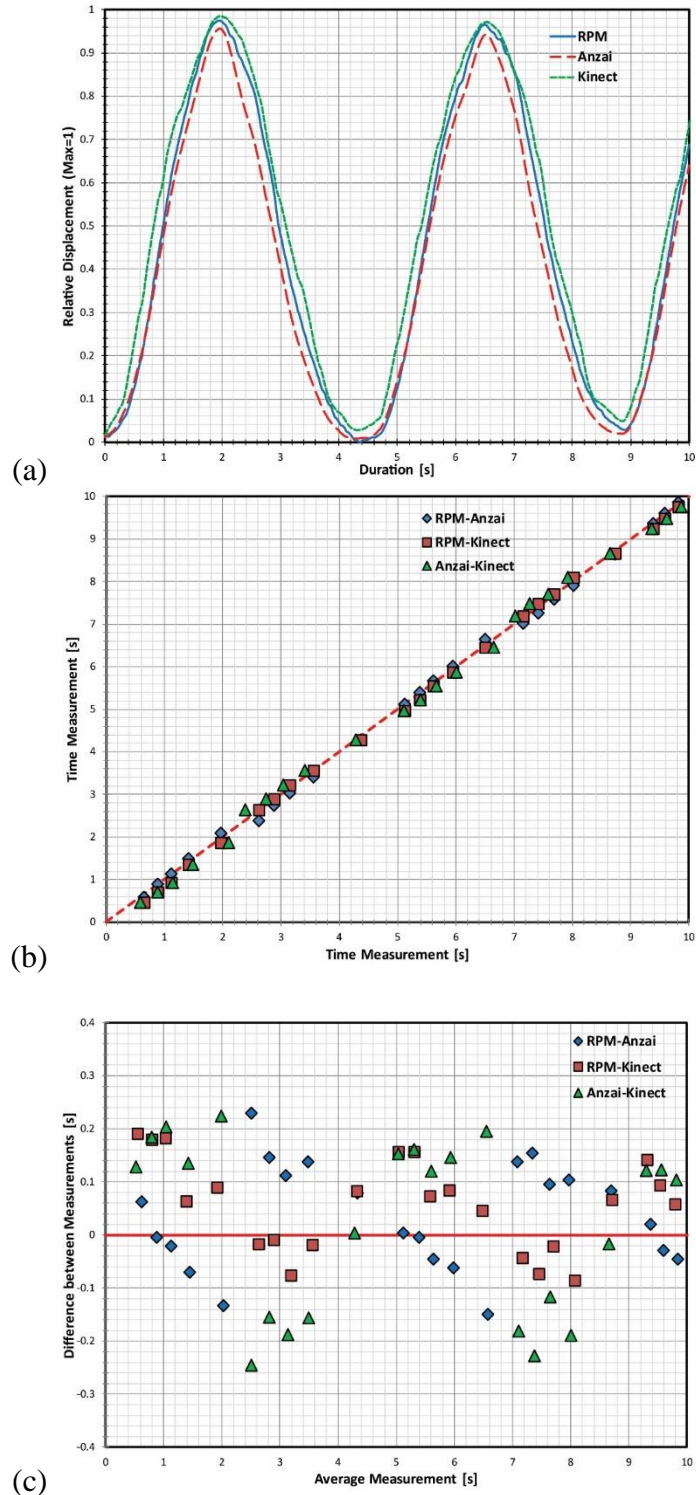 Relative Displacement (Max=1)
1
0.9
0.8
0.7
0.6
0.5
0.4
0.3
0.2
0.1
0
RPM
Anzai
Kinect
0 1 2 3 4 5 6 7 8 9 10
Duration [s]
(a)
Time Measurement [s]
10
9
8
7
6
5
4
3
2
1
0
RPM-Anzai
RPM-Kinect
Anzai-Kinect
0 1 2 3 4 5 6 7 8 9 10
Time Measurement [s]
(b)
Difference between Measurements [s]
0.4
0.3
0.2
0.1
0
-0.1
-0.2
-0.3
-0.4
RPM-Anzai
RPM-Kinect
Anzai-Kinect
0 1 2 3 4 5 6 7 8 9 10
Average Measurement [s]
(c)